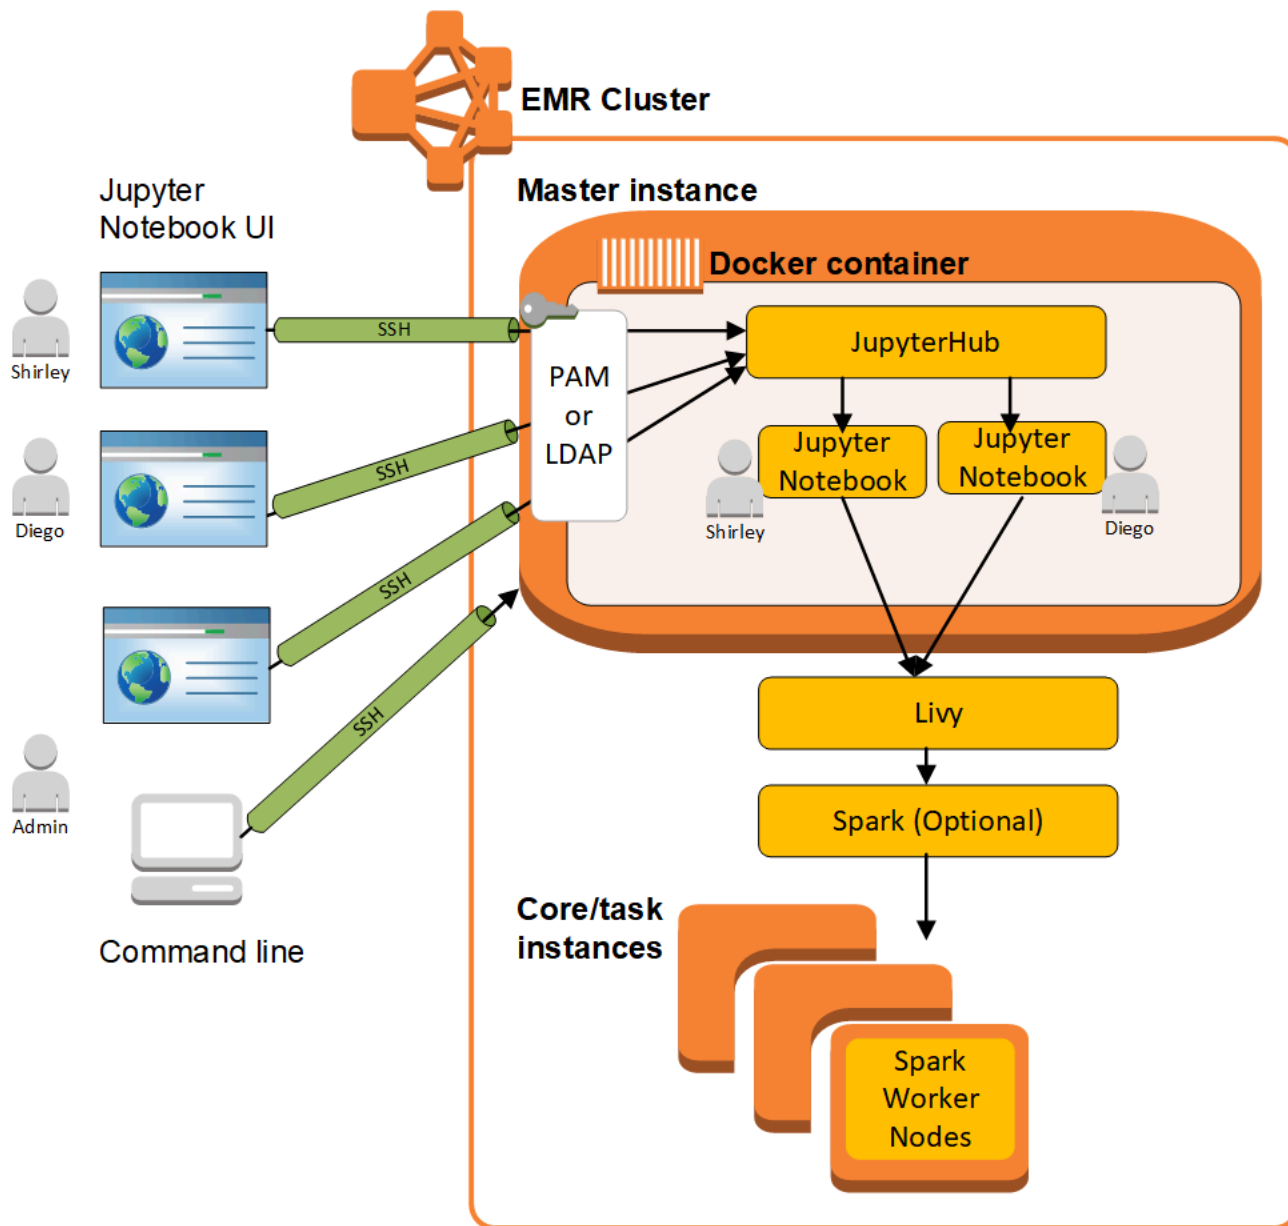 EMR Cluster
Master instance
Jupyter
Notebook UI
Docker container
Shirley
SSH
PAM
or
LDAP
JupyterHub
Jupyter
Notebook
Jupyter
Notebook
Shirley
Diego
Diego
SSH
SSH
SSH
Admin
Command line
Livy
Spark (Optional)
Core/task
instances
Spark
Worker
Nodes